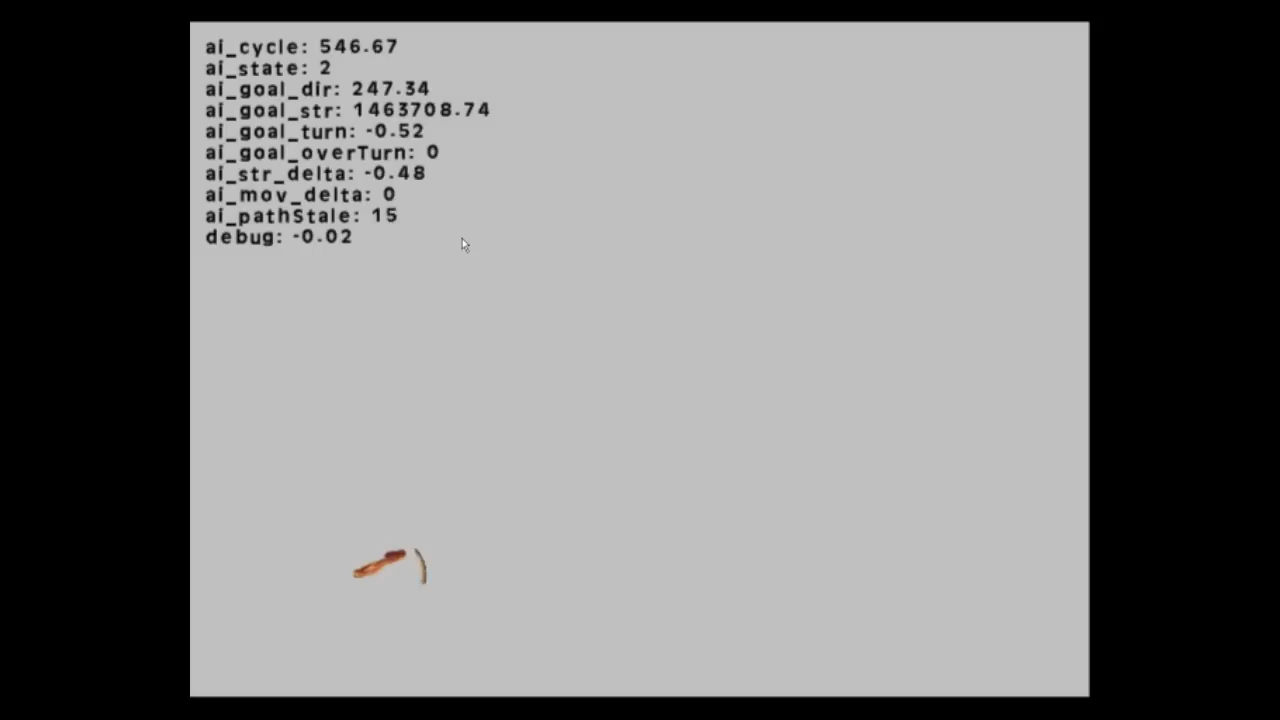 ai_cycle: 546.67
ai_state: 2
ai_goal_dir: 247.34
ai_goal_str: 1463708.74
ai_goal_turn: -0.52
ai_goal_overTurn: 0
ai_str_delta: -0.48
ai_mov_delta: 0
ai_pathStale: 15
debug: -0.02